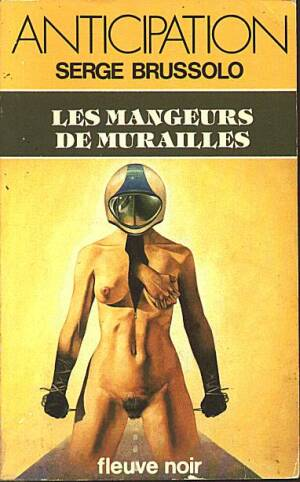 ANTICIPATION
SERGE BRUSSOLO
LES MANGEURS
DE MURAILLES
fleuve noir